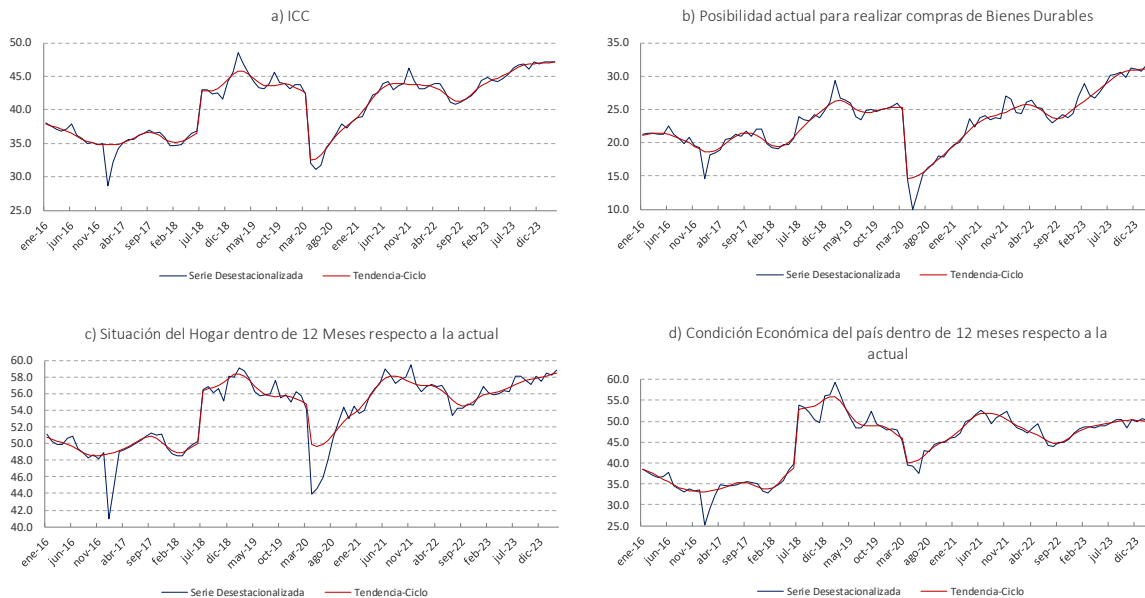 a) ICC
50.0
45.0
40.0
35.0
30.0
25.0
ene-16
jun-16
nov-16
abr-17
sep-17
feb-18
jul-18
dic-18
may-19
oct-19
mar-20
ago-20
ene-21
jun-21
nov-21
abr-22
sep-22
feb-23
jul-23
dic-23
Serie Desestacionalizada Tendencia-Ciclo
b) Posibilidad actual para realizar compras de Bienes Durables
35.0
30.0
25.0
20.0
15.0
10.0
ene-16
jun-16
nov-16
abr-17
sep-17
feb-18
jul-18
dic-18
may-19
oct-19
mar-20
ago-20
ene-21
jun-21
nov-21
abr-22
sep-22
feb-23
jul-23
dic-23
Serie Desestacionalizada Tendencia-Ciclo
c) Situación del Hogar dentro de 12 Meses respecto a la actual
60.0
58.0
56.0
54.0
52.0
50.0
48.0
46.0
44.0
42.0
40.0
ene-16
jun-16
nov-16
abr-17
sep-17
feb-18
jul-18
dic-18
may-19
oct-19
mar-20
ago-20
ene-21
jun-21
nov-21
abr-22
sep-22
feb-23
jul-23
dic-23
Serie Desestacionalizada Tendencia-Ciclo
d) Condición Económica del país dentro de 12 meses respecto a la
actual
60.0
55.0
50.0
45.0
40.0
35.0
30.0
25.0
ene-16
jun-16
nov-16
abr-17
sep-17
feb-18
jul-18
dic-18
may-19
oct-19
mar-20
ago-20
ene-21
jun-21
nov-21
abr-22
sep-22
feb-23
jul-23
dic-23
Serie Desestacionalizada Tendencia-Ciclo